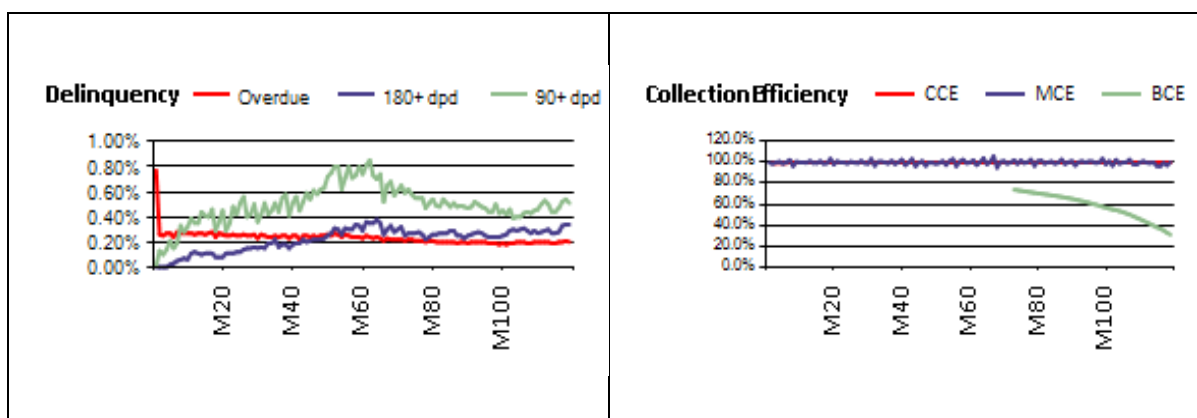 Delinquency Overdue 180+ dpd 90+ dpd
1.00%
0.80%
0.60%
0.40%
0.20%
0.00%
M20
M40
M60
M80
M100
Collection Efficiency CCE MCE BCE
120.0%
100.0%
80.0%
60.0%
40.0%
20.0%
0.0%
M20
M40
M60
M80
M100